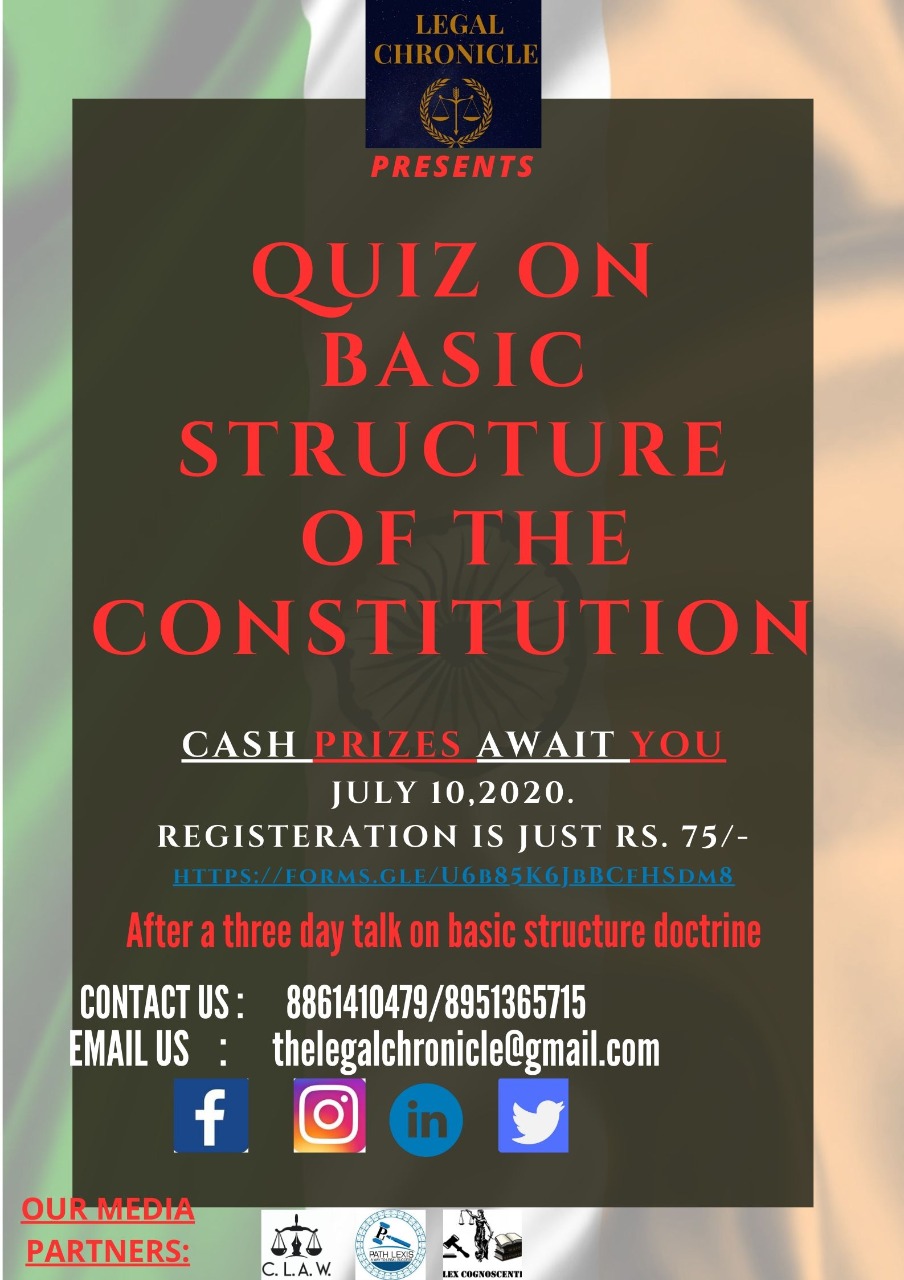 LEGAL
CHRONICLE
PRESENTS
QUIZ ON
BASIC
STRUCTURE
OF THE
CONSTITUTION
CASH PRIZES AWAIT YOU
JULY 10,2020.
REGISTERATION IS JUST RS. 75/-
HTTPS://FORMS.GLE/U6B85K6JBBCFHSDM8
After a three day talk on basic structure doctrine
CONTACT US : 8861410479/8951365715
EMAIL US : thelegalchronicle@gmail.com
OUR MEDIA
PARTNERS:
C.L.A.W.
PATH LEXIS
LEX COGNOSCENTI